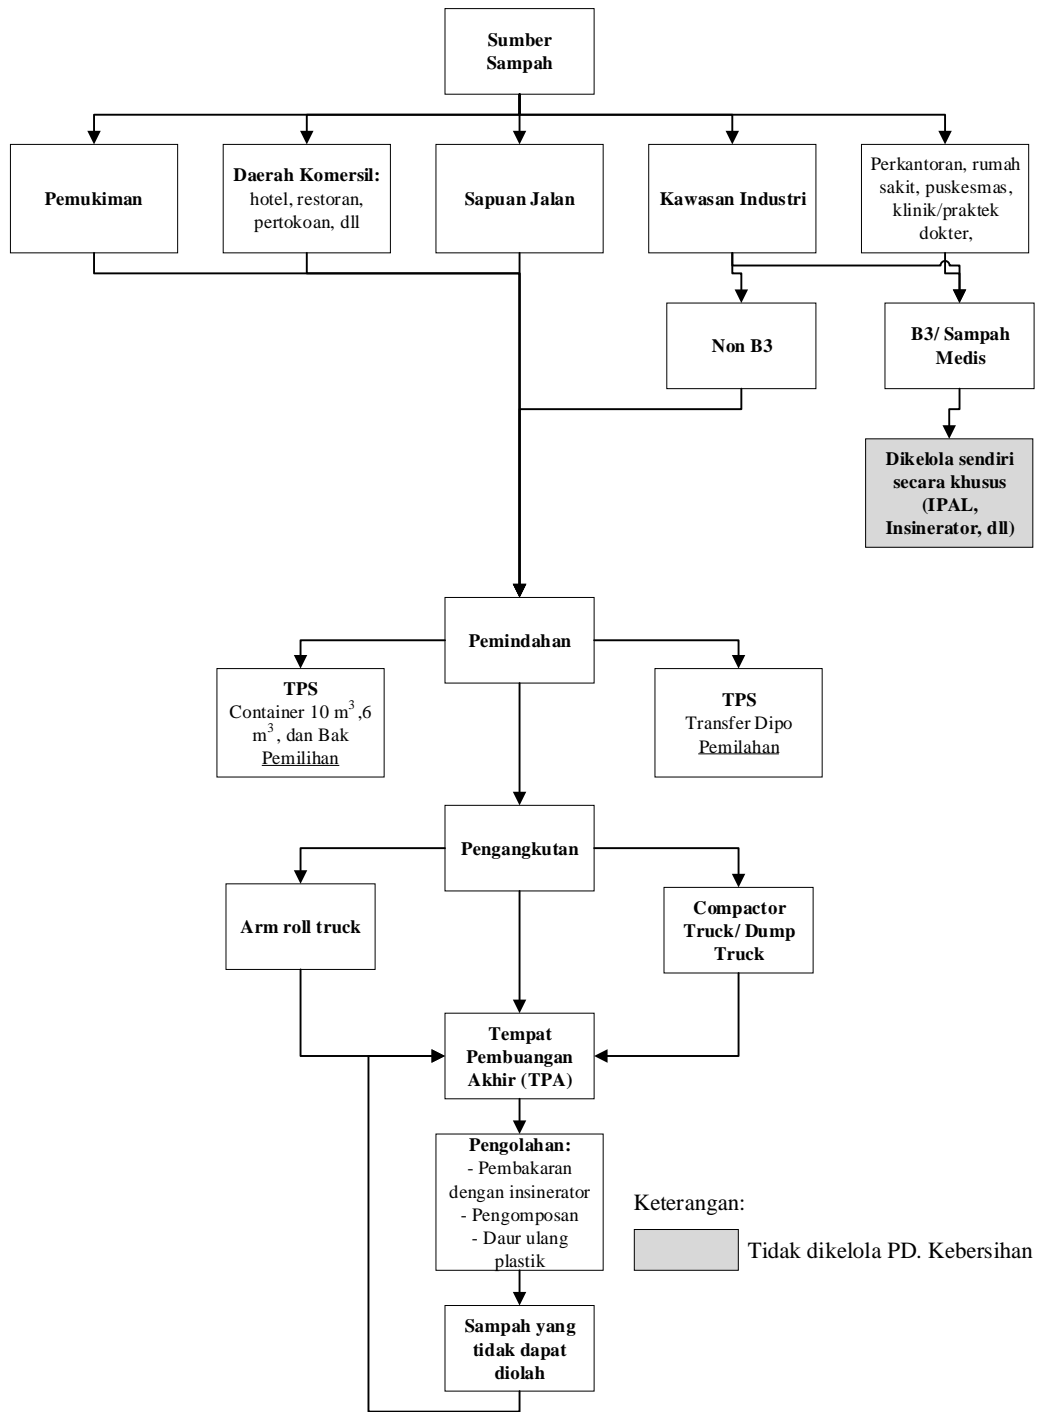 Sumber
Sampah
Pemukiman
Daerah Komersil:
hotel, restoran,
pertokoan, dll
Sapuan Jalan
Kawasan Industri
Perkantoran, rumah
sakit, puskesmas,
klinik/praktek
dokter,
Non B3
B3/ Sampah
Medis
Dikelola sendiri
secara khusus
(IPAL,
Insinerator, dll)
Pemindahan
TPS
Container 10 m³ ,6
m³, dan Bak
Pemilihan
TPS
Transfer Dipo
Pemilahan
Pengangkutan
Arm roll truck
Compactor
Truck/ Dump
Truck
Tempat
Pembuangan
Akhir (TPA)
Pengolahan:
- Pembakaran
dengan insinerator
- Pengomposan
- Daur ulang
plastik
Keterangan:
Tidak dikelola PD. Kebersihan
Sampah yang
tidak dapat
diolah